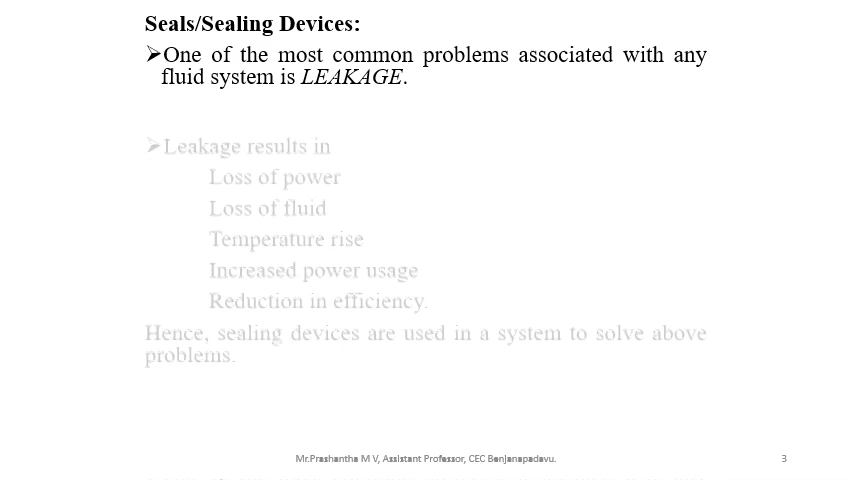 Seals/Sealing Devices:
➢One of the most common problems associated with any
fluid system is LEAKAGE.
➢Leakage results in
Loss of power
Loss of fluid
Temperature rise
Increased power usage
Reduction in efficiency.
Hence, sealing devices are used in a system to solve above
problems.
Mr.Prashantha M V, Assistant Professor, CEC Benjanapadavu.
3